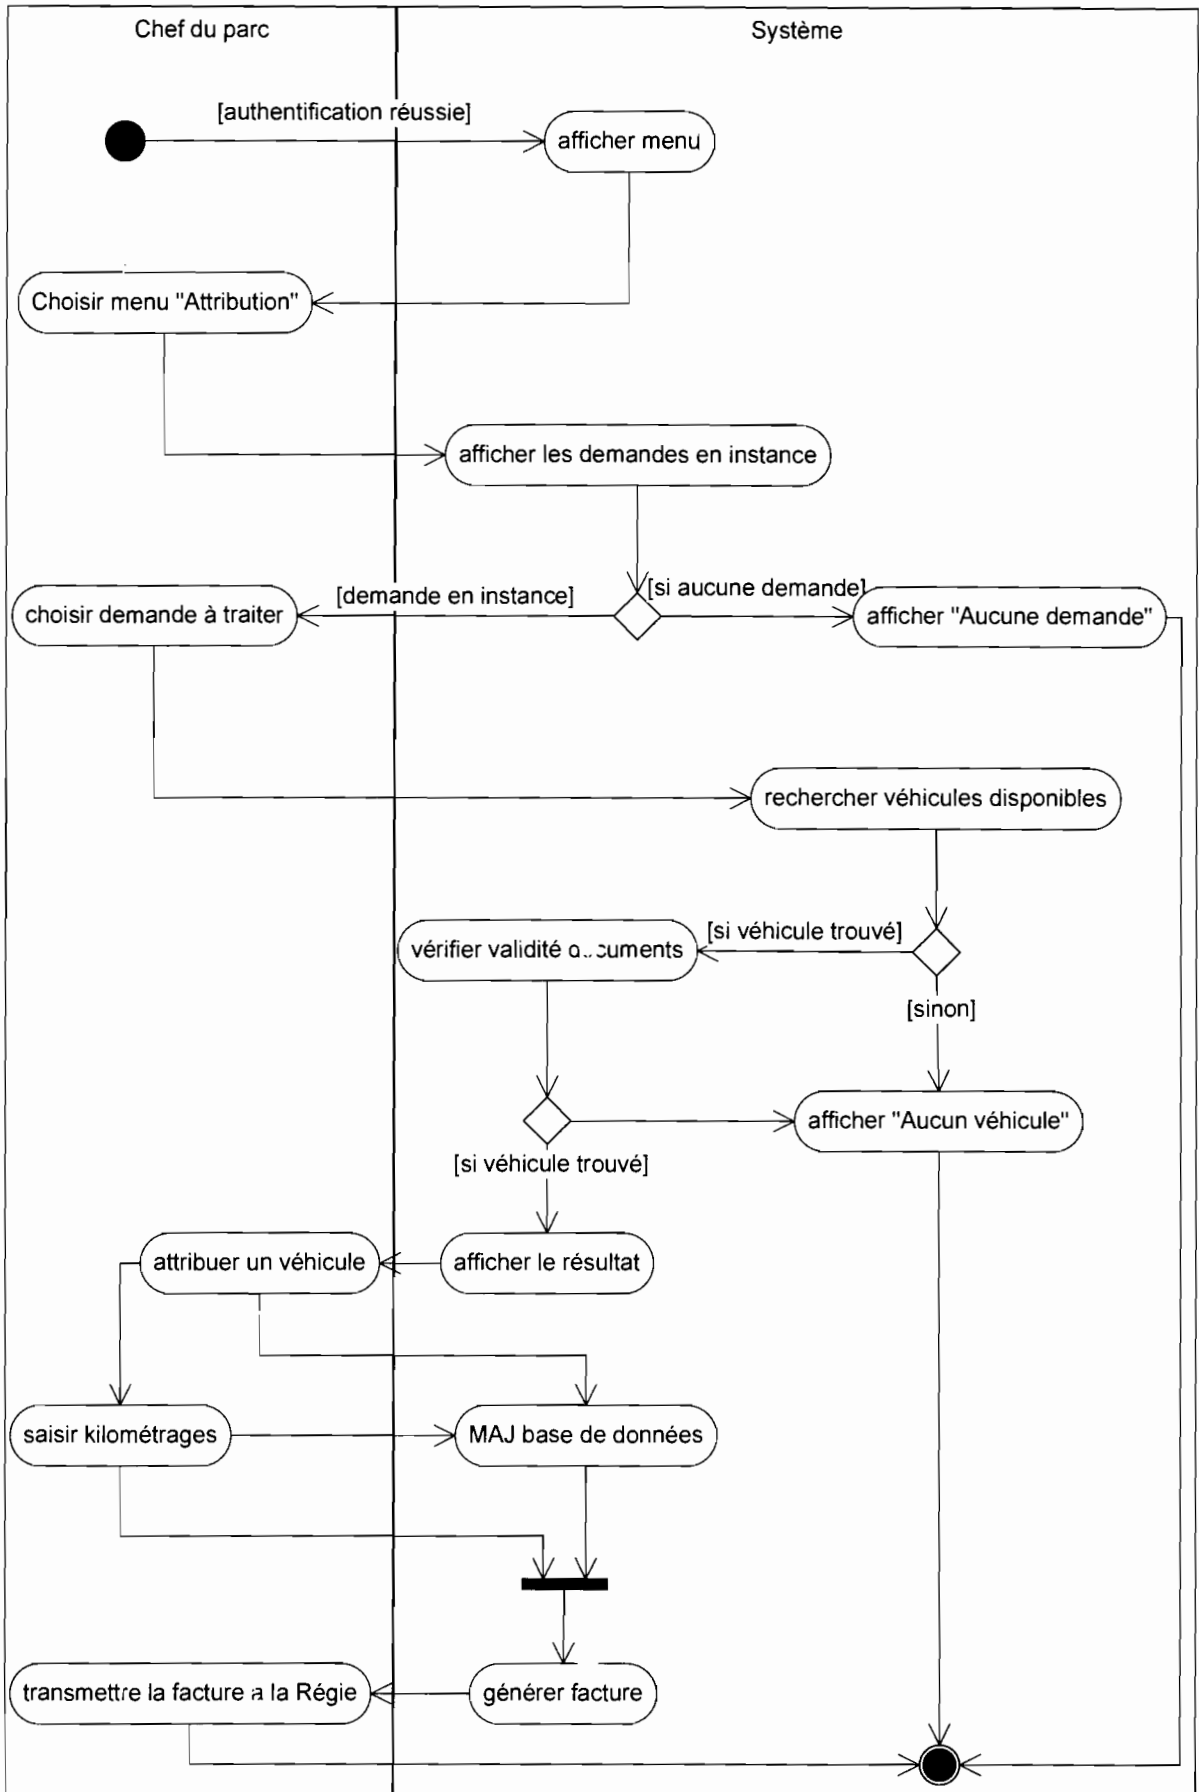 Chef du parc
Système
[authentification réussie]
afficher menu
Choisir menu "Attribution"
afficher les demandes en instance
choisir demande à traiter
[demande en instance]
[si aucune demande]
afficher "Aucune demande"
rechercher véhicules disponibles
vérifier validité
[si véhicule trouvé]
[sinon]
afficher "Aucun véhicule"
[si véhicule trouvé]
attribuer un véhicule
afficher le résultat
saisir kilométrages
MAJ base de données
transmettre la facture a la Régie
générer facture